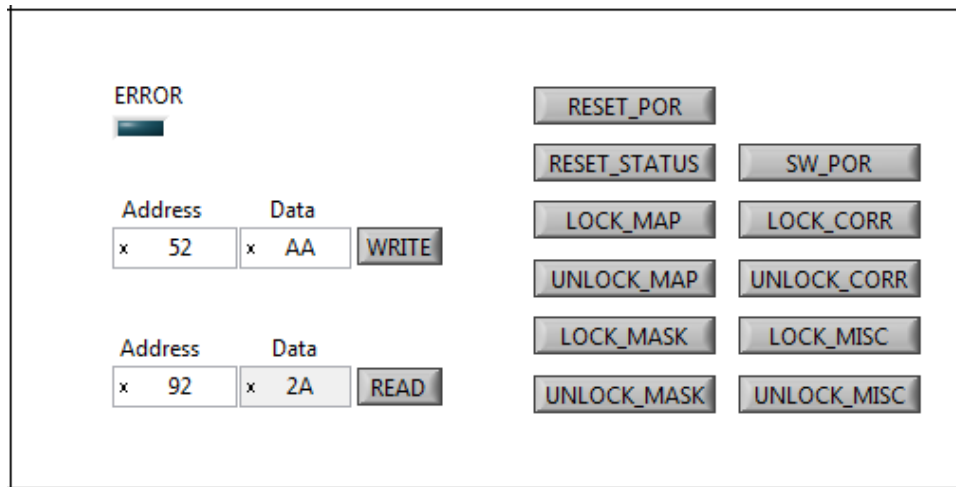 ERROR
RESET_POR
RESET_STATUS SW_POR
Address Data
x 52 x AA WRITE
LOCK_MAP LOCK_CORR
UNLOCK_MAP UNLOCK_CORR
Address Data
x 92 x 2A READ
LOCK_MASK LOCK_MISC
UNLOCK_MASK UNLOCK_MISC